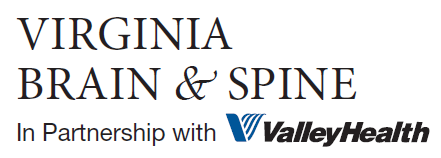 VIRGINIA
BRAIN & SPINE
In Partnership with ValleyHealth